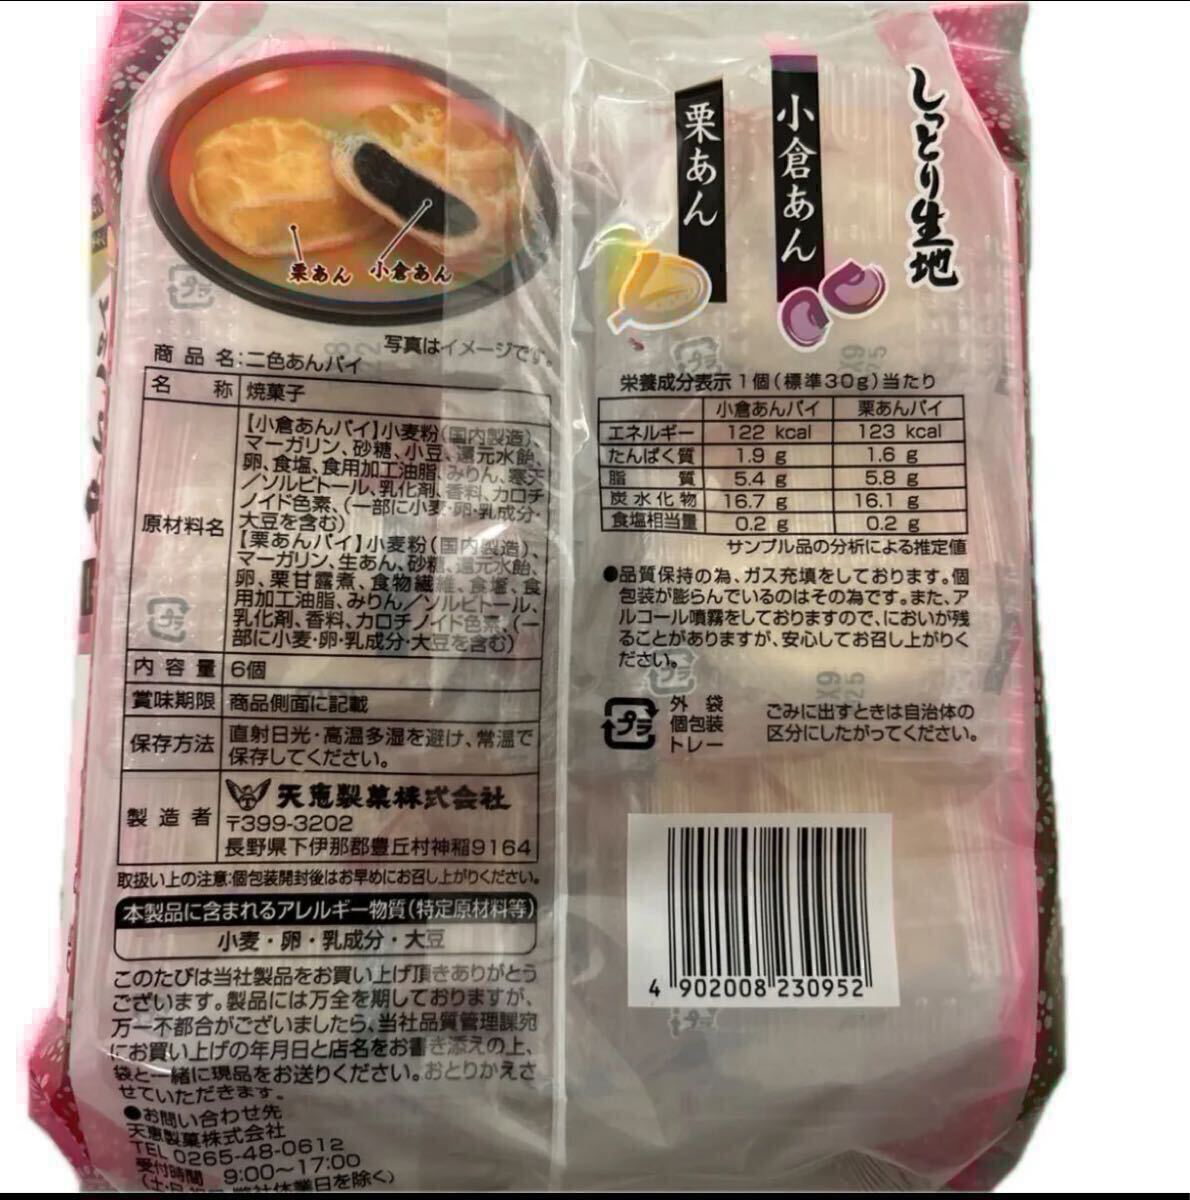 しっとり生地
小倉あん
栗あん
栗あん
小倉あん
写真はイメージです。
商品名:二色あんパイ
名称 焼菓子
原材料名
【小倉あんパイ】小麦粉(国内製造)、
マーガリン、砂糖、小豆、還元水飴、
卵、食塩、食用加工油脂、みりん、寒天
/ソルビトール、乳化剤、香料、カロチ
ノイド色素、(一部に小麦・卵・乳成分・
大豆を含む)
【栗あんパイ】小麦粉(国内製造)、
マーガリン、生あん、砂糖、還元水飴、
卵、栗甘露煮、食物繊維、食塩、食
用加工油脂、みりん/ソルビトール、
乳化剤、香料、カロチノイド色素、(一
部に小麦・卵・乳成分・大豆を含む)
内容量 6個
賞味期限 商品側面に記載
保存方法 直射日光・高温多湿を避け、常温で
保存してください。
製造者
天恵製菓株式会社
〒399-3202
長野県下伊那郡豊丘村神稲9164
取扱い上の注意:個包装開封後はお早めにお召し上がりください。
本製品に含まれるアレルギー物質(特定原材料等)
小麦・卵・乳成分・大豆
このたびは当社製品をお買い上げ頂きありがとう
ございます。製品には万全を期しておりますが、
万一不都合がございましたら、当社品質管理課宛
にお買い上げの年月日と店名をお書き添えの上、
袋と一緒に現品をお送りください。おとりかえさ
せていただきます。
●お問い合わせ先
天恵製菓株式会社
TEL 0265-48-0612
受付時間 9:00〜17:00
(土・日・祝日・弊社休業日を除く)
栄養成分表示 1個(標準30g)当たり
小倉あんパイ 栗あんパイ
エネルギー 122 kcal 123 kcal
たんぱく質 1.9 g 1.6 g
脂質 5.4 g 5.8 g
炭水化物 16.7 g 16.1 g
食塩相当量 0.2 g 0.2 g
サンプル品の分析による推定値
●品質保持の為、ガス充填をしております。個
包装が膨らんでいるのはその為です。また、ア
ルコール噴霧をしておりますので、においが残
ることがありますが、安心してお召し上がりく
ださい。
プラ
外袋
個包装
トレー
ごみに出すときは自治体の
区分にしたがってください。
4 902008 230952